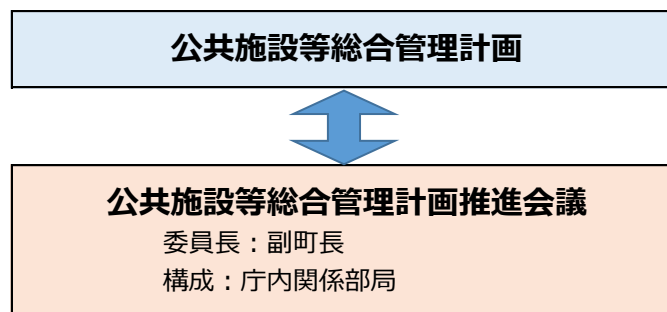 公共施設等総合管理計画
公共施設等総合管理計画推進会議
委員長：副町長
構成：庁内関係部局